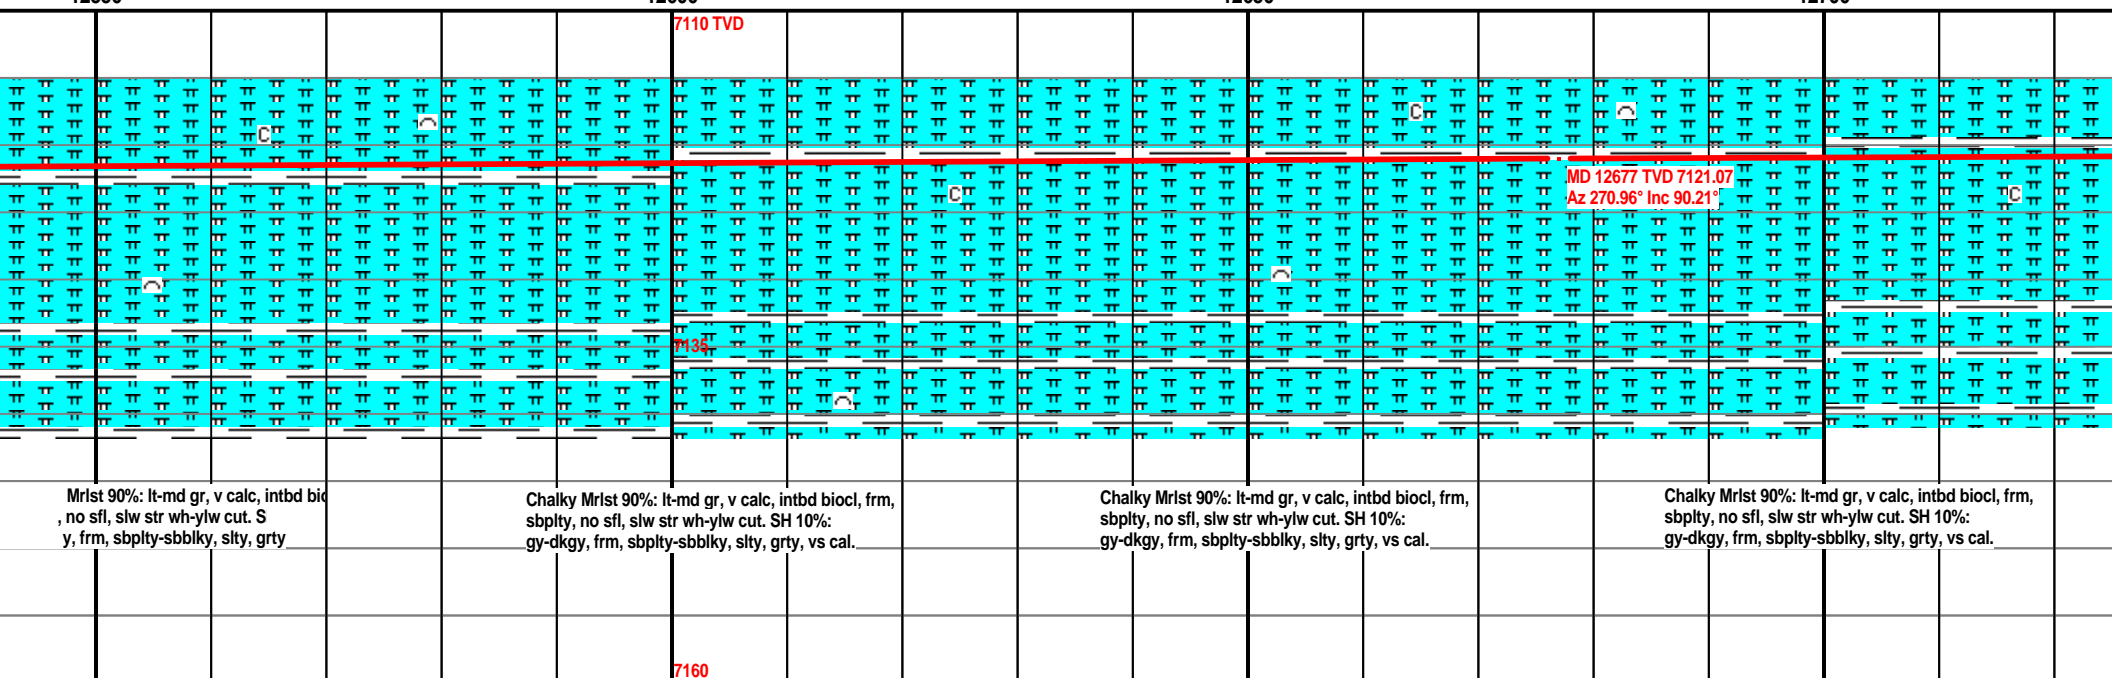 7110 TVD
C
C
MD 12677 TVD 7121.07
Az 270.96° Inc 90.21°
C
C
7135
Mrlst 90%: lt-md gr, v calc, intbd bio
, no sfl, slw str wh-ylw cut. S
y, frm, sbplty-sbblky, slty, grty
Chalky Mrlst 90%: lt-md gr, v calc, intbd biocl, frm,
sbplty, no sfl, slw str wh-ylw cut. SH 10%:
gy-dkgy, frm, sbplty-sbblky, slty, grty, vs cal.
Chalky Mrlst 90%: lt-md gr, v calc, intbd biocl, frm,
sbplty, no sfl, slw str wh-ylw cut. SH 10%:
gy-dkgy, frm, sbplty-sbblky, slty, grty, vs cal.
Chalky Mrlst 90%: lt-md gr, v calc, intbd biocl, frm,
sbplty, no sfl, slw str wh-ylw cut. SH 10%:
gy-dkgy, frm, sbplty-sbblky, slty, grty, vs cal.
7160